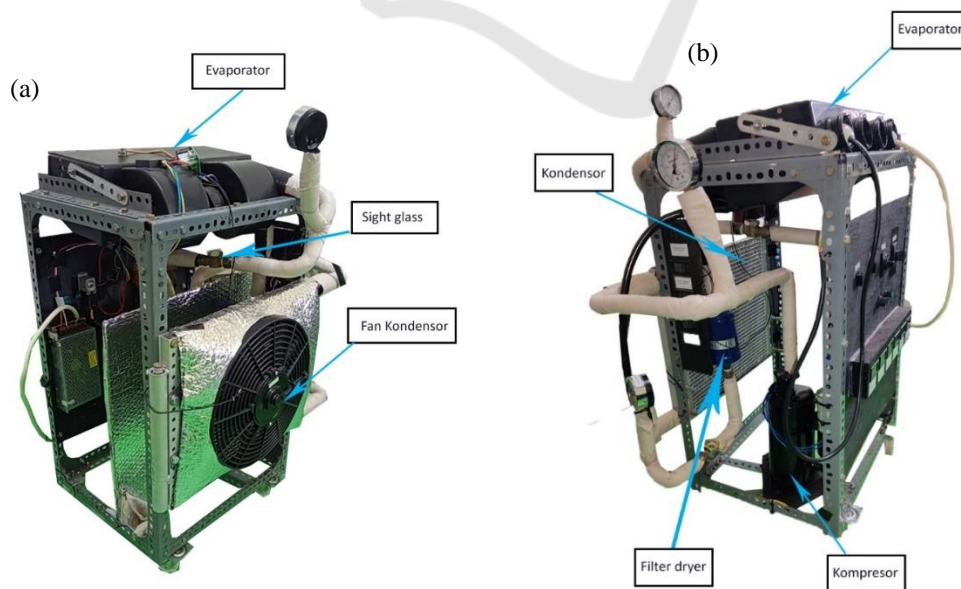 (a)
Evaporator
Sight glass
Fan Kondensor
(b)
Evaporator
Kondensor
Filter dryer
Kompresor